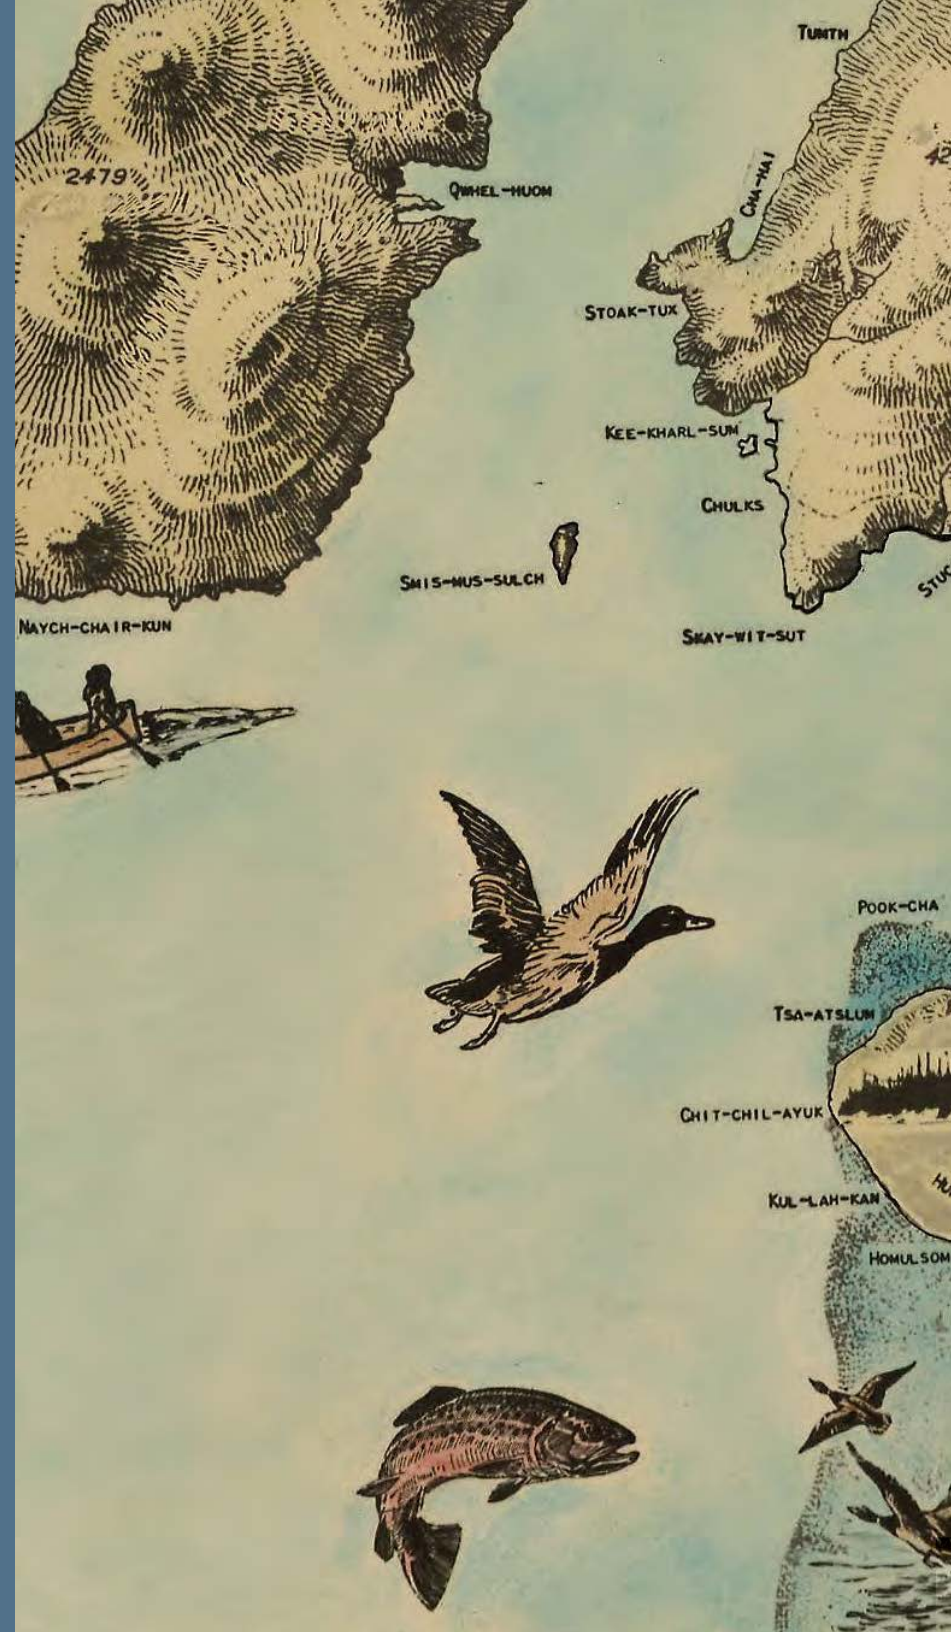 TUMTH
42
2479
CHA-HAI
QWHEL-HUOM
STOAK-TUX
KEE-KHARL-SUM
CHULKS
SMIS-MUS-SULCH
NAYCH-CHAIR-KUN
SKAY-WIT-SUT
POOK-CHA
TSA-ATSLUM
CHIT-CHIL-AYUK
KUL-LAH-KAN
HOMULSOM